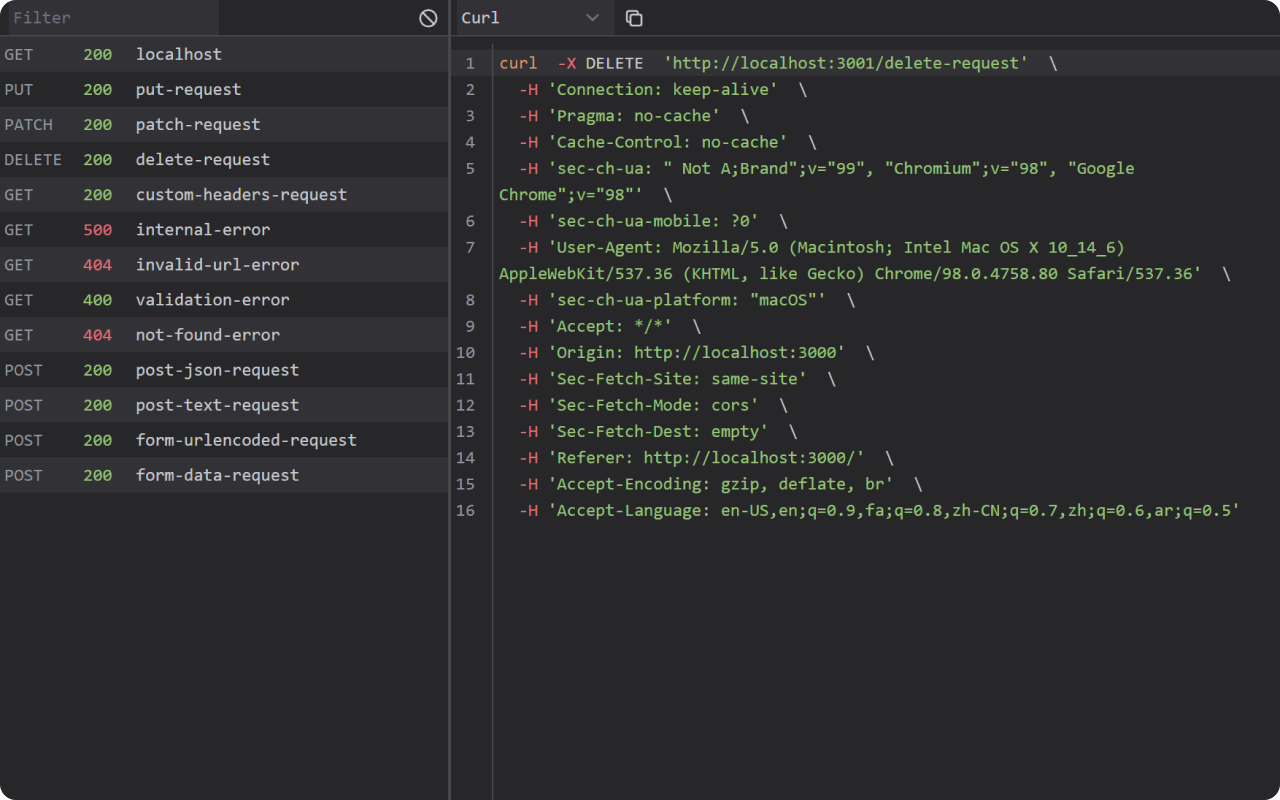 Filter
GET 200 localhost
PUT 200 put-request
PATCH 200 patch-request
DELETE 200 delete-request
GET 200 custom-headers-request
GET 500 internal-error
GET 404 invalid-url-error
GET 400 validation-error
GET 404 not-found-error
POST 200 post-json-request
POST 200 post-text-request
POST 200 form-urlencoded-request
POST 200 form-data-request
Curl
1 curl  -X DELETE  'http://localhost:3001/delete-request'  \
2   -H 'Connection: keep-alive'  \
3   -H 'Pragma: no-cache'  \
4   -H 'Cache-Control: no-cache'  \
5   -H 'sec-ch-ua: " Not A;Brand";v="99", "Chromium";v="98", "Google
Chrome";v="98"'  \
6   -H 'sec-ch-ua-mobile: ?0'  \
7   -H 'User-Agent: Mozilla/5.0 (Macintosh; Intel Mac OS X 10_14_6)
AppleWebKit/537.36 (KHTML, like Gecko) Chrome/98.0.4758.80 Safari/537.36'  \
8   -H 'sec-ch-ua-platform: "macOS"'  \
9   -H 'Accept: */*'  \
10   -H 'Origin: http://localhost:3000'  \
11   -H 'Sec-Fetch-Site: same-site'  \
12   -H 'Sec-Fetch-Mode: cors'  \
13   -H 'Sec-Fetch-Dest: empty'  \
14   -H 'Referer: http://localhost:3000/'  \
15   -H 'Accept-Encoding: gzip, deflate, br'  \
16   -H 'Accept-Language: en-US,en;q=0.9,fa;q=0.8,zh-CN;q=0.7,zh;q=0.6,ar;q=0.5'